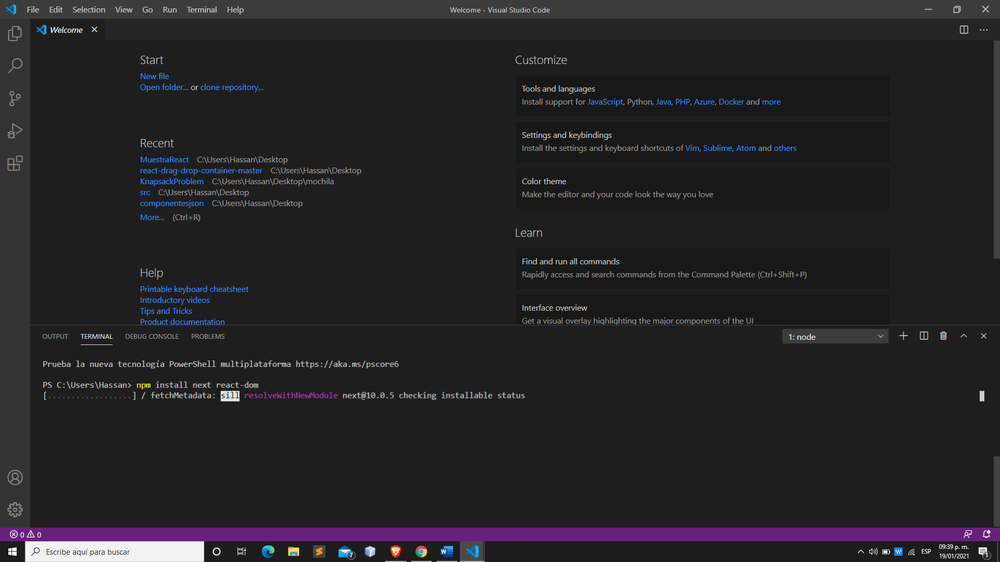 File Edit Selection View Go Run Terminal Help
Welcome - Visual Studio Code
Welcome
Start
New file
Open folder... or clone repository...
Recent
MuestraReact C:\Users\Hassan\Desktop
react-drag-drop-container-master C:\Users\Hassan\Desktop
KnapsackProblem C:\Users\Hassan\Desktop\mochila
src C:\Users\Hassan\Desktop
componentesjson C:\Users\Hassan\Desktop
More... (Ctrl+R)
Help
Printable keyboard cheatsheet
Introductory videos
Tips and Tricks
Product documentation
Customize
Tools and languages
Install support for JavaScript, Python, Java, PHP, Azure, Docker and more
Settings and keybindings
Install the settings and keyboard shortcuts of Vim, Sublime, Atom and others
Color theme
Make the editor and your code look the way you love
Learn
Find and run all commands
Rapidly access and search commands from the Command Palette (Ctrl+Shift+P)
Interface overview
Get a visual overlay highlighting the major components of the UI
OUTPUT TERMINAL DEBUG CONSOLE PROBLEMS
1: node
Prueba la nueva tecnología PowerShell multiplataforma https://aka.ms/pscore6
PS C:\Users\Hassan> npm install next react-dom
[..................] / fetchMetadata: sill resolveWithNewModule next@10.0.5 checking installable status
0 0
Escribe aquí para buscar
7
W
ESP
09:39 p. m.
19/01/2021
1